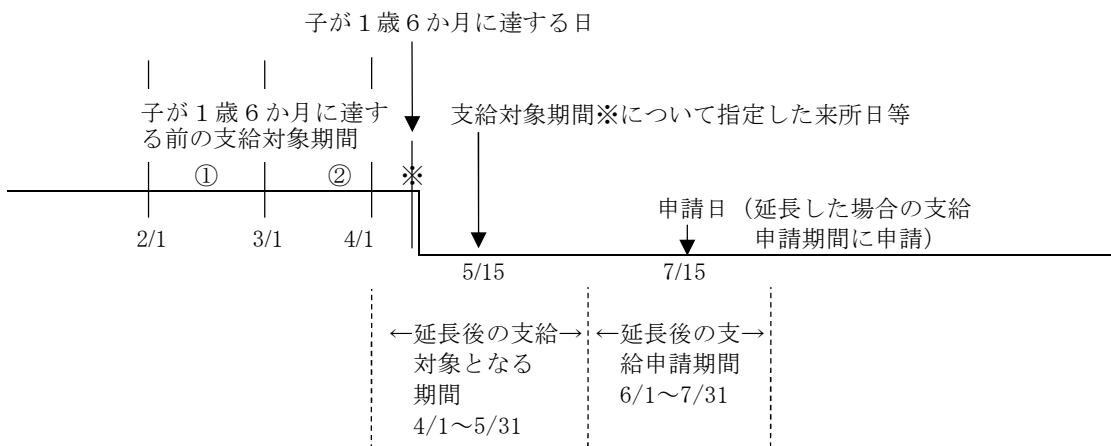 子が１歳６か月に達する日
子が１歳６か月に達す
る前の支給対象期間
支給対象期間※について指定した来所日等
①
②
※
申請日（延長した場合の支給
申請期間に申請）
2/1
3/1
4/1
5/15
7/15
←延長後の支給→
対象となる
期間
4/1～5/31
←延長後の支→
給申請期間
6/1～7/31